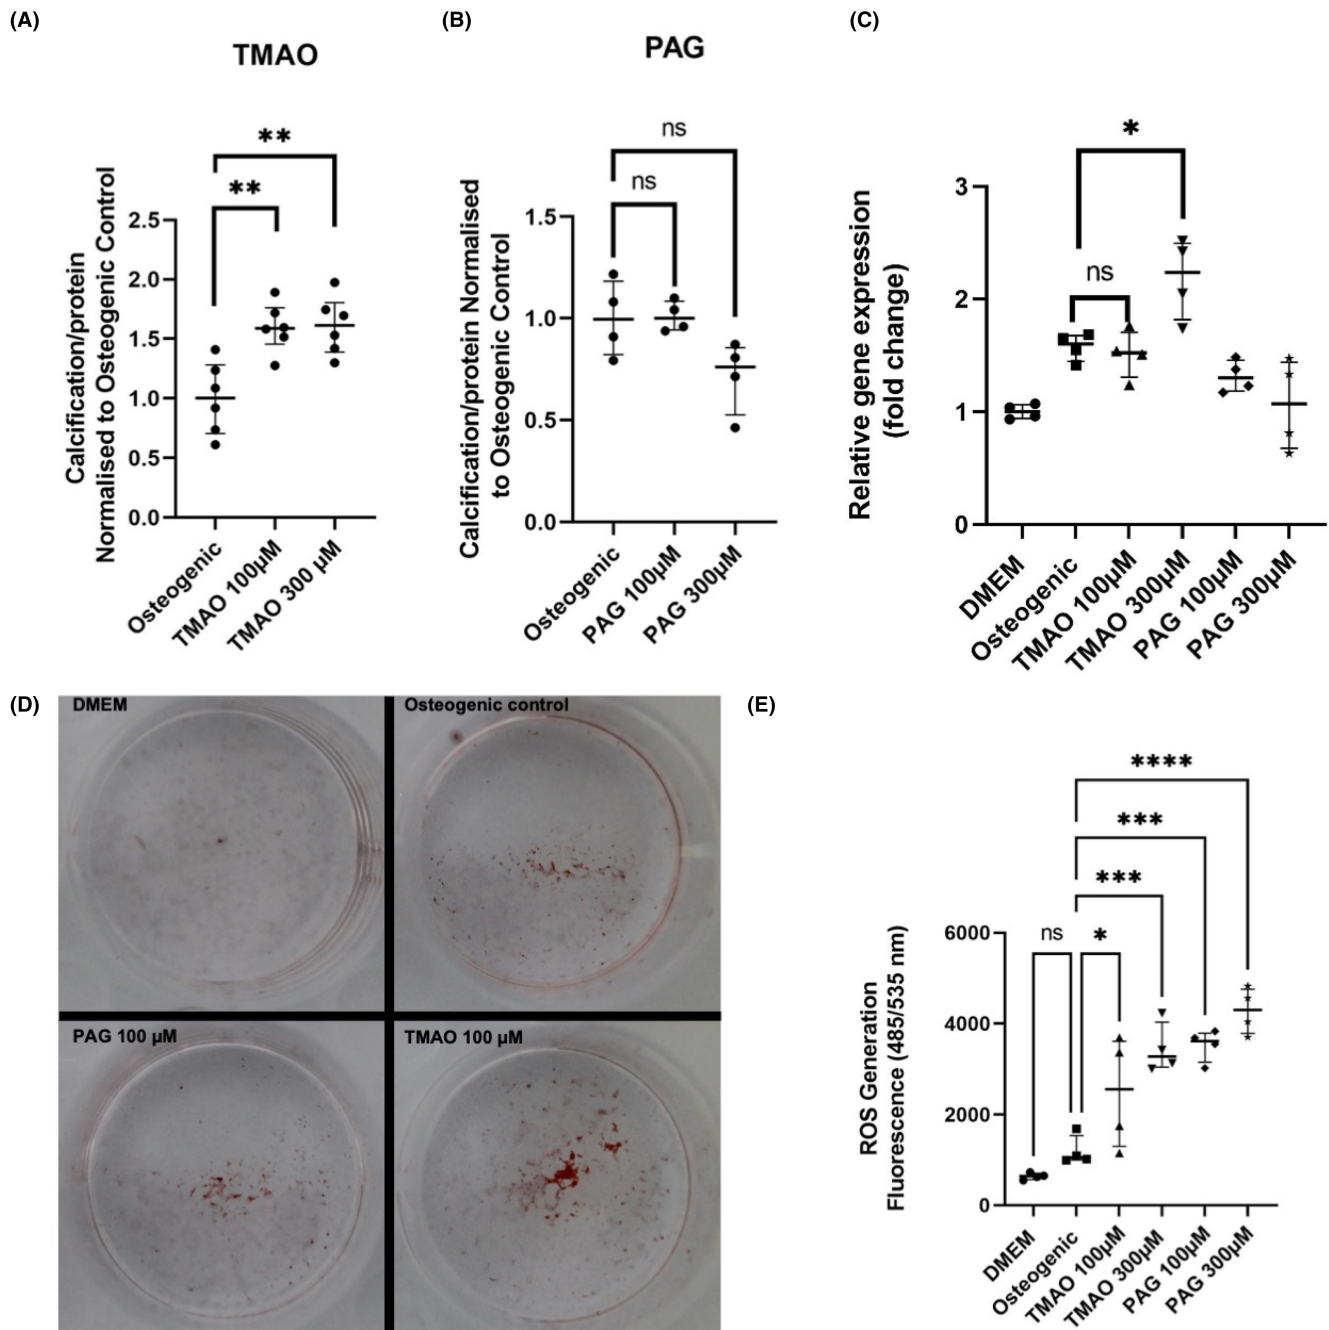 (A)
TMAO
**
**
Calcification/protein
Normalised to Osteogenic Control
2.5
2.0
1.5
1.0
0.5
0.0
Osteogenic
TMAO 100µM
TMAO 300 µM
(B)
PAG
ns
ns
Calcification/protein Normalised
to Osteogenic Control
1.5
1.0
0.5
0.0
Osteogenic
PAG 100µM
PAG 300µM
(C)
*
ns
Relative gene expression
(fold change)
3
2
1
0
DMEM
Osteogenic
TMAO 100µM
TMAO 300µM
PAG 100µM
PAG 300µM
(D)
DMEM
Osteogenic control
PAG 100 µM
TMAO 100 µM
(E)
****
***
***
ns
*
ROS Generation
Fluorescence (485/535 nm)
6000
4000
2000
0
DMEM
Osteogenic
TMAO 100µM
TMAO 300µM
PAG 100µM
PAG 300µM